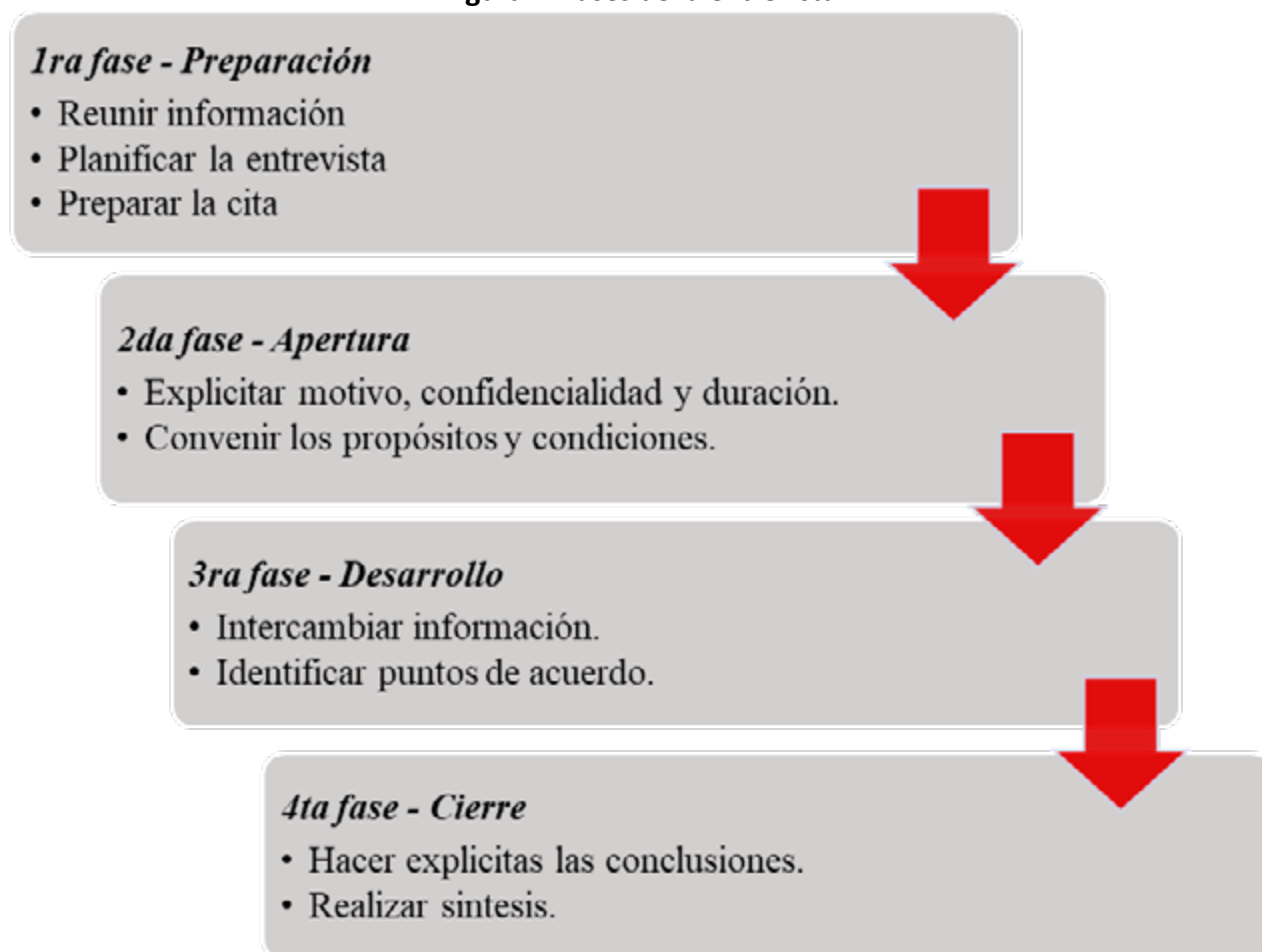 1ra fase - Preparación
• Reunir información
• Planificar la entrevista
• Preparar la cita
2da fase - Apertura
• Explicitar motivo, confidencialidad y duración.
• Convenir los propósitos y condiciones.
3ra fase - Desarrollo
• Intercambiar información.
• Identificar puntos de acuerdo.
4ta fase - Cierre
• Hacer explicitas las conclusiones.
• Realizar sintesis.